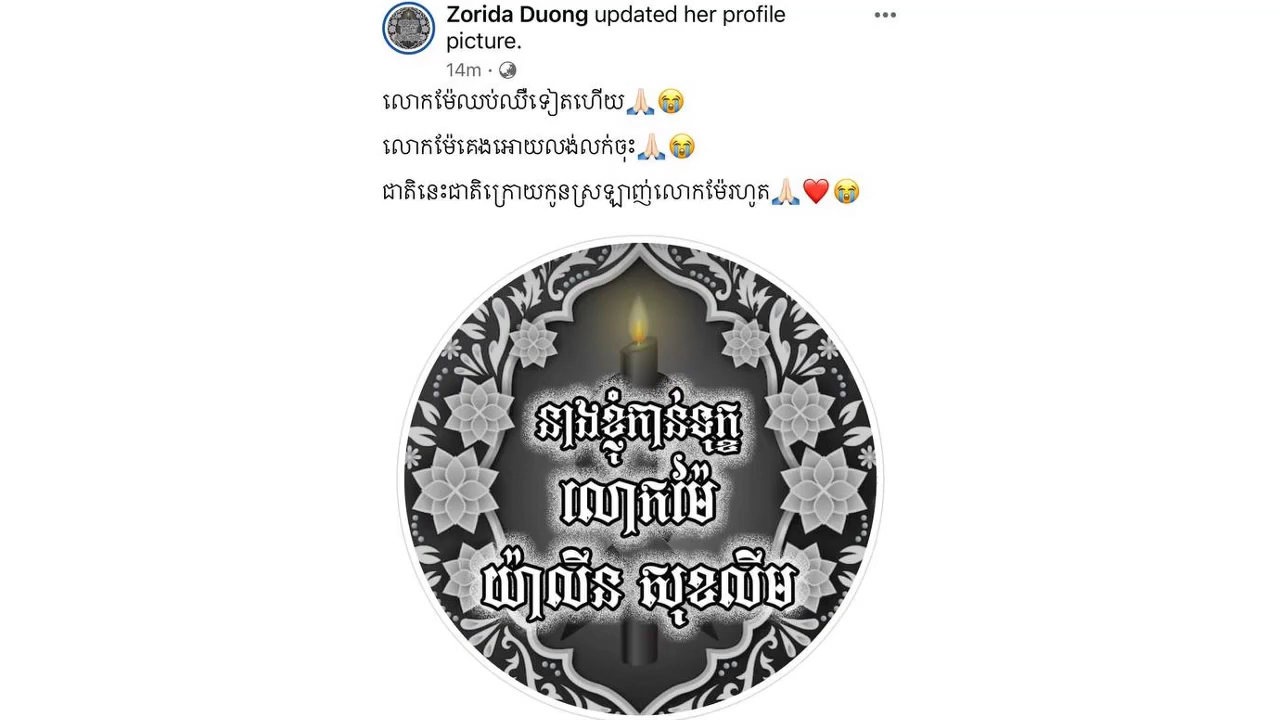 Zorida Duong updated her profile
picture.
14m ·
លោកម៉ែឈប់ឈឺទៀតហើយ🙏🏻😭
លោកម៉ែគេងអោយលង់លក់ចុះ🙏🏻😭
ជាតិនេះជាតិក្រោយកូនស្រឡាញ់លោកម៉ែរហូត🙏🏻❤️😭
នាងខ្ញុំកាន់ទុក្ខ
លោកម៉ែ
យ៉ាលីន សុខលីម